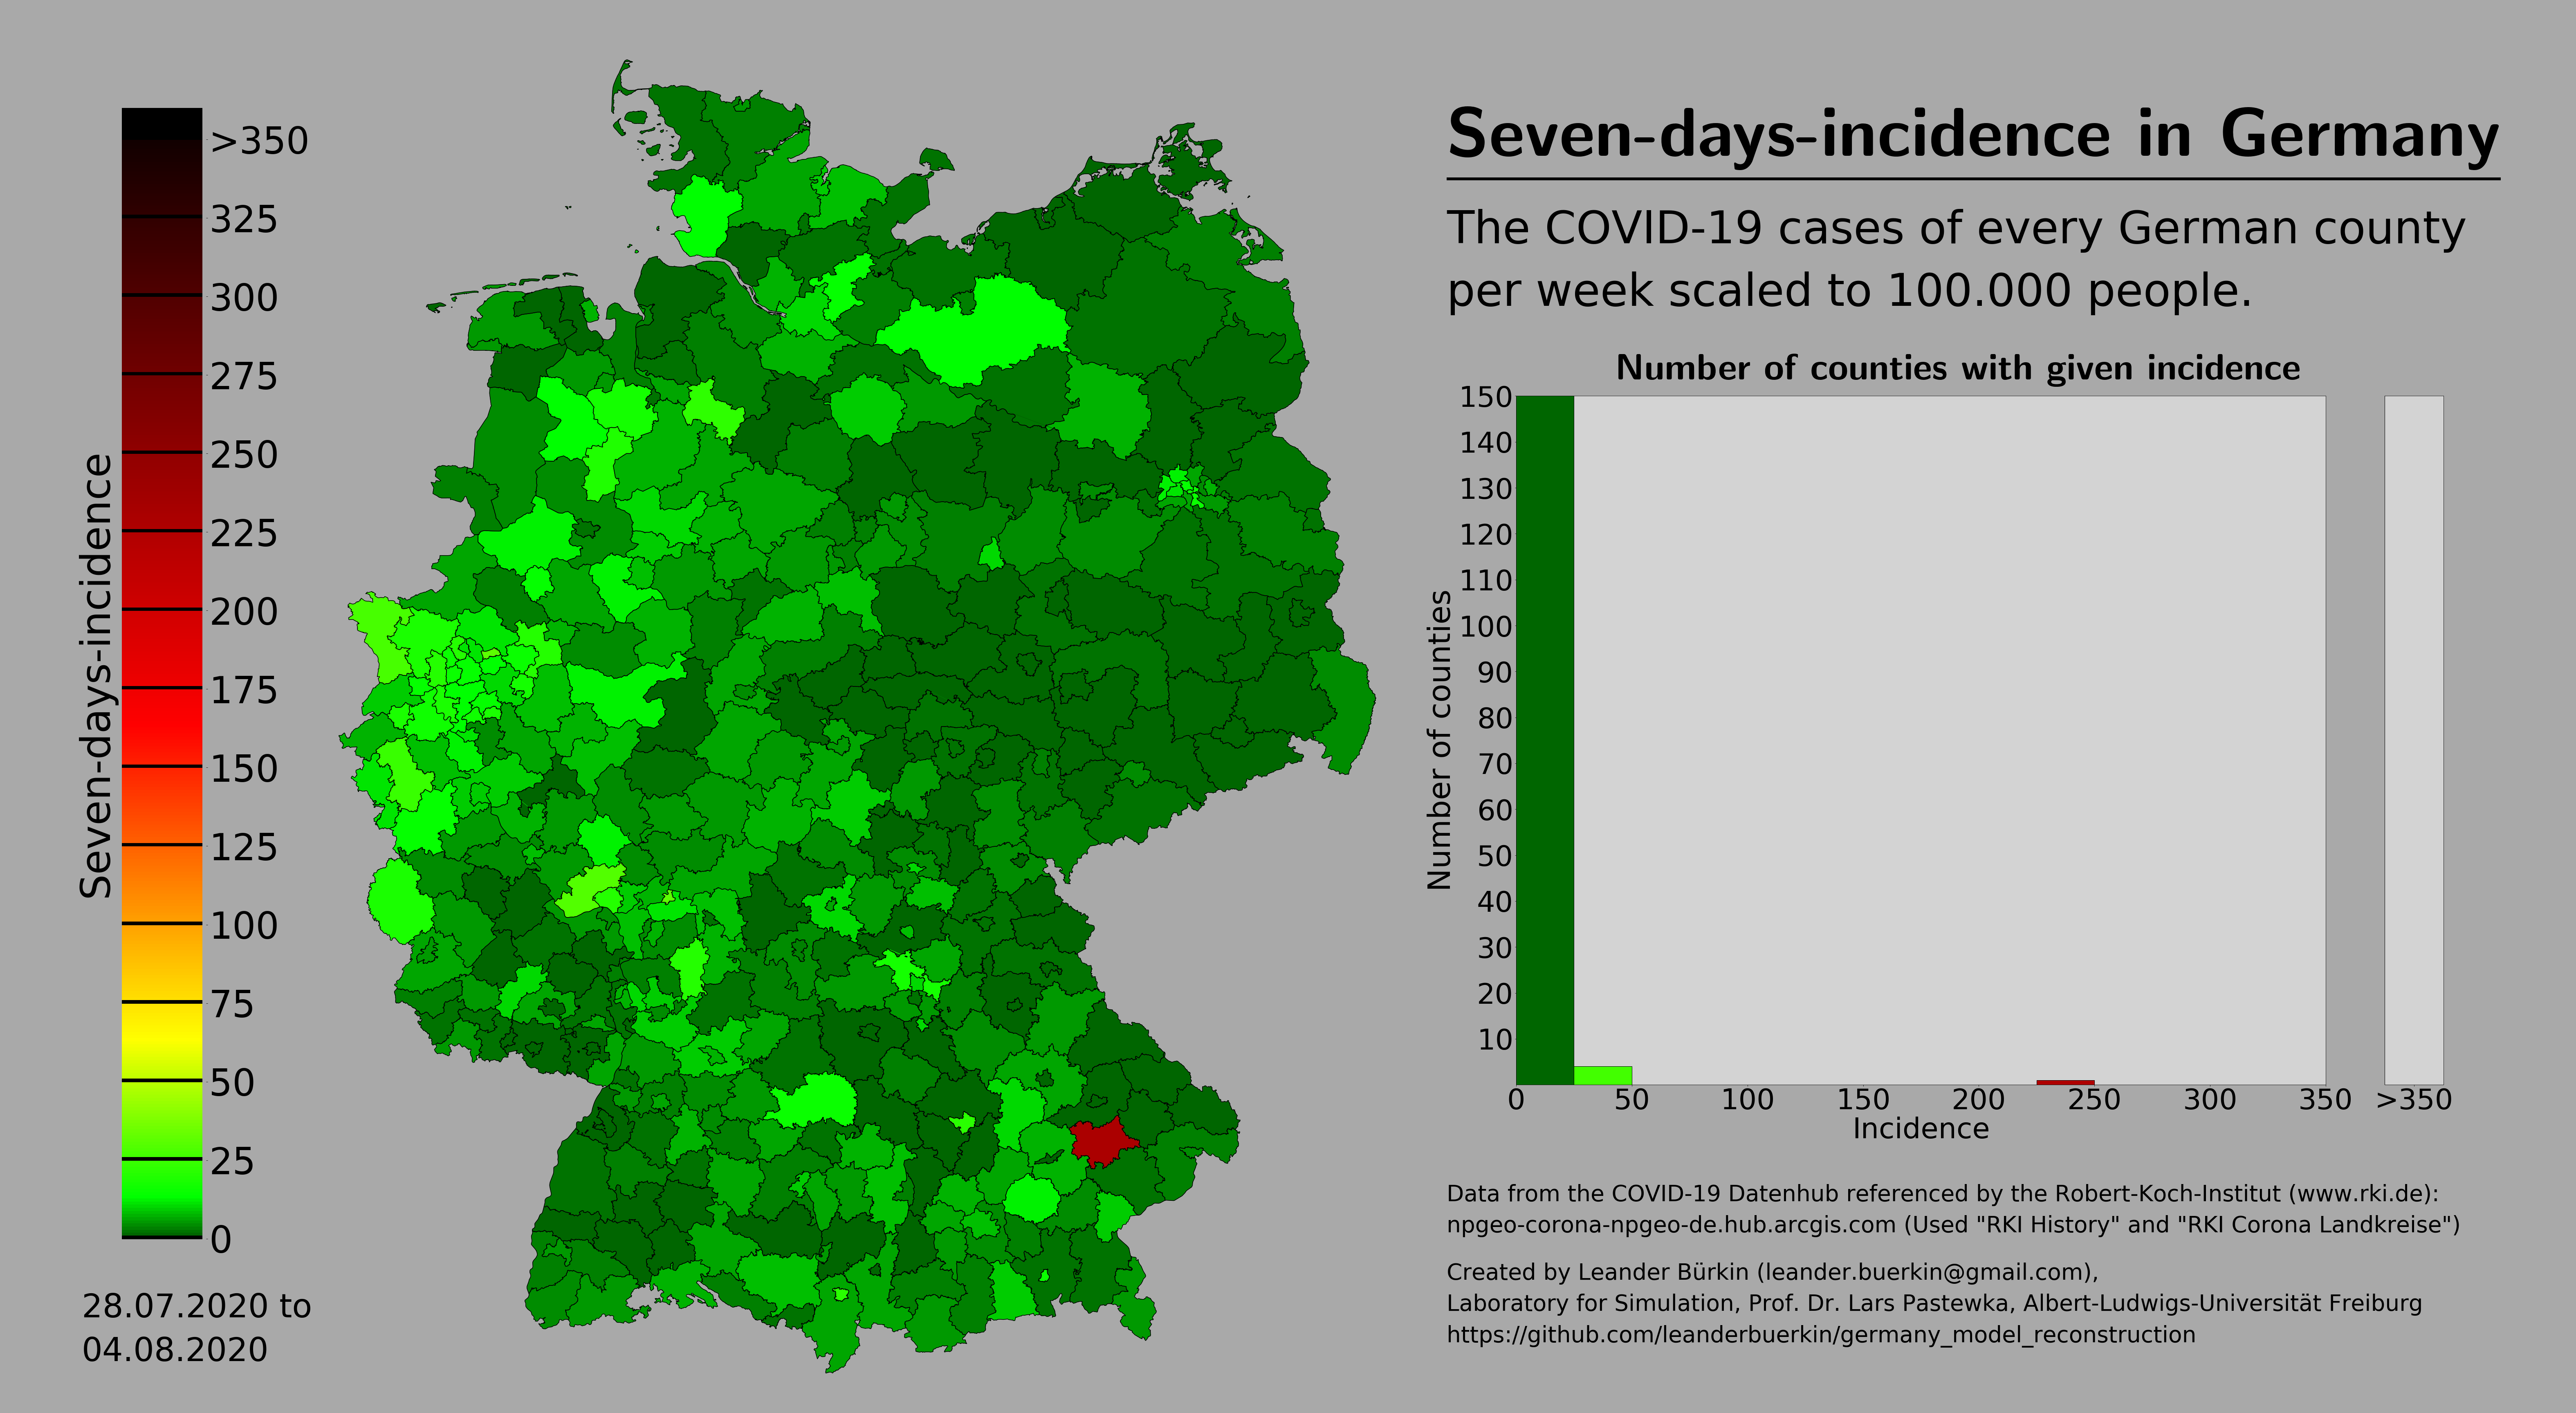 Seven-days-incidence in Germany
The COVID-19 cases of every German county
per week scaled to 100.000 people.
Seven-days-incidence
>350
325
300
275
250
225
200
175
150
125
100
75
50
25
0
28.07.2020 to
04.08.2020
Number of counties with given incidence
Number of counties
150
140
130
120
110
100
90
80
70
60
50
40
30
20
10
0 50 100 150 200 250 300 350 >350
Incidence
Data from the COVID-19 Datenhub referenced by the Robert-Koch-Institut (www.rki.de):
npgeo-corona-npgeo-de.hub.arcgis.com (Used "RKI History" and "RKI Corona Landkreise")
Created by Leander Bürkin (leander.buerkin@gmail.com),
Laboratory for Simulation, Prof. Dr. Lars Pastewka, Albert-Ludwigs-Universität Freiburg
https://github.com/leanderbuerkin/germany_model_reconstruction